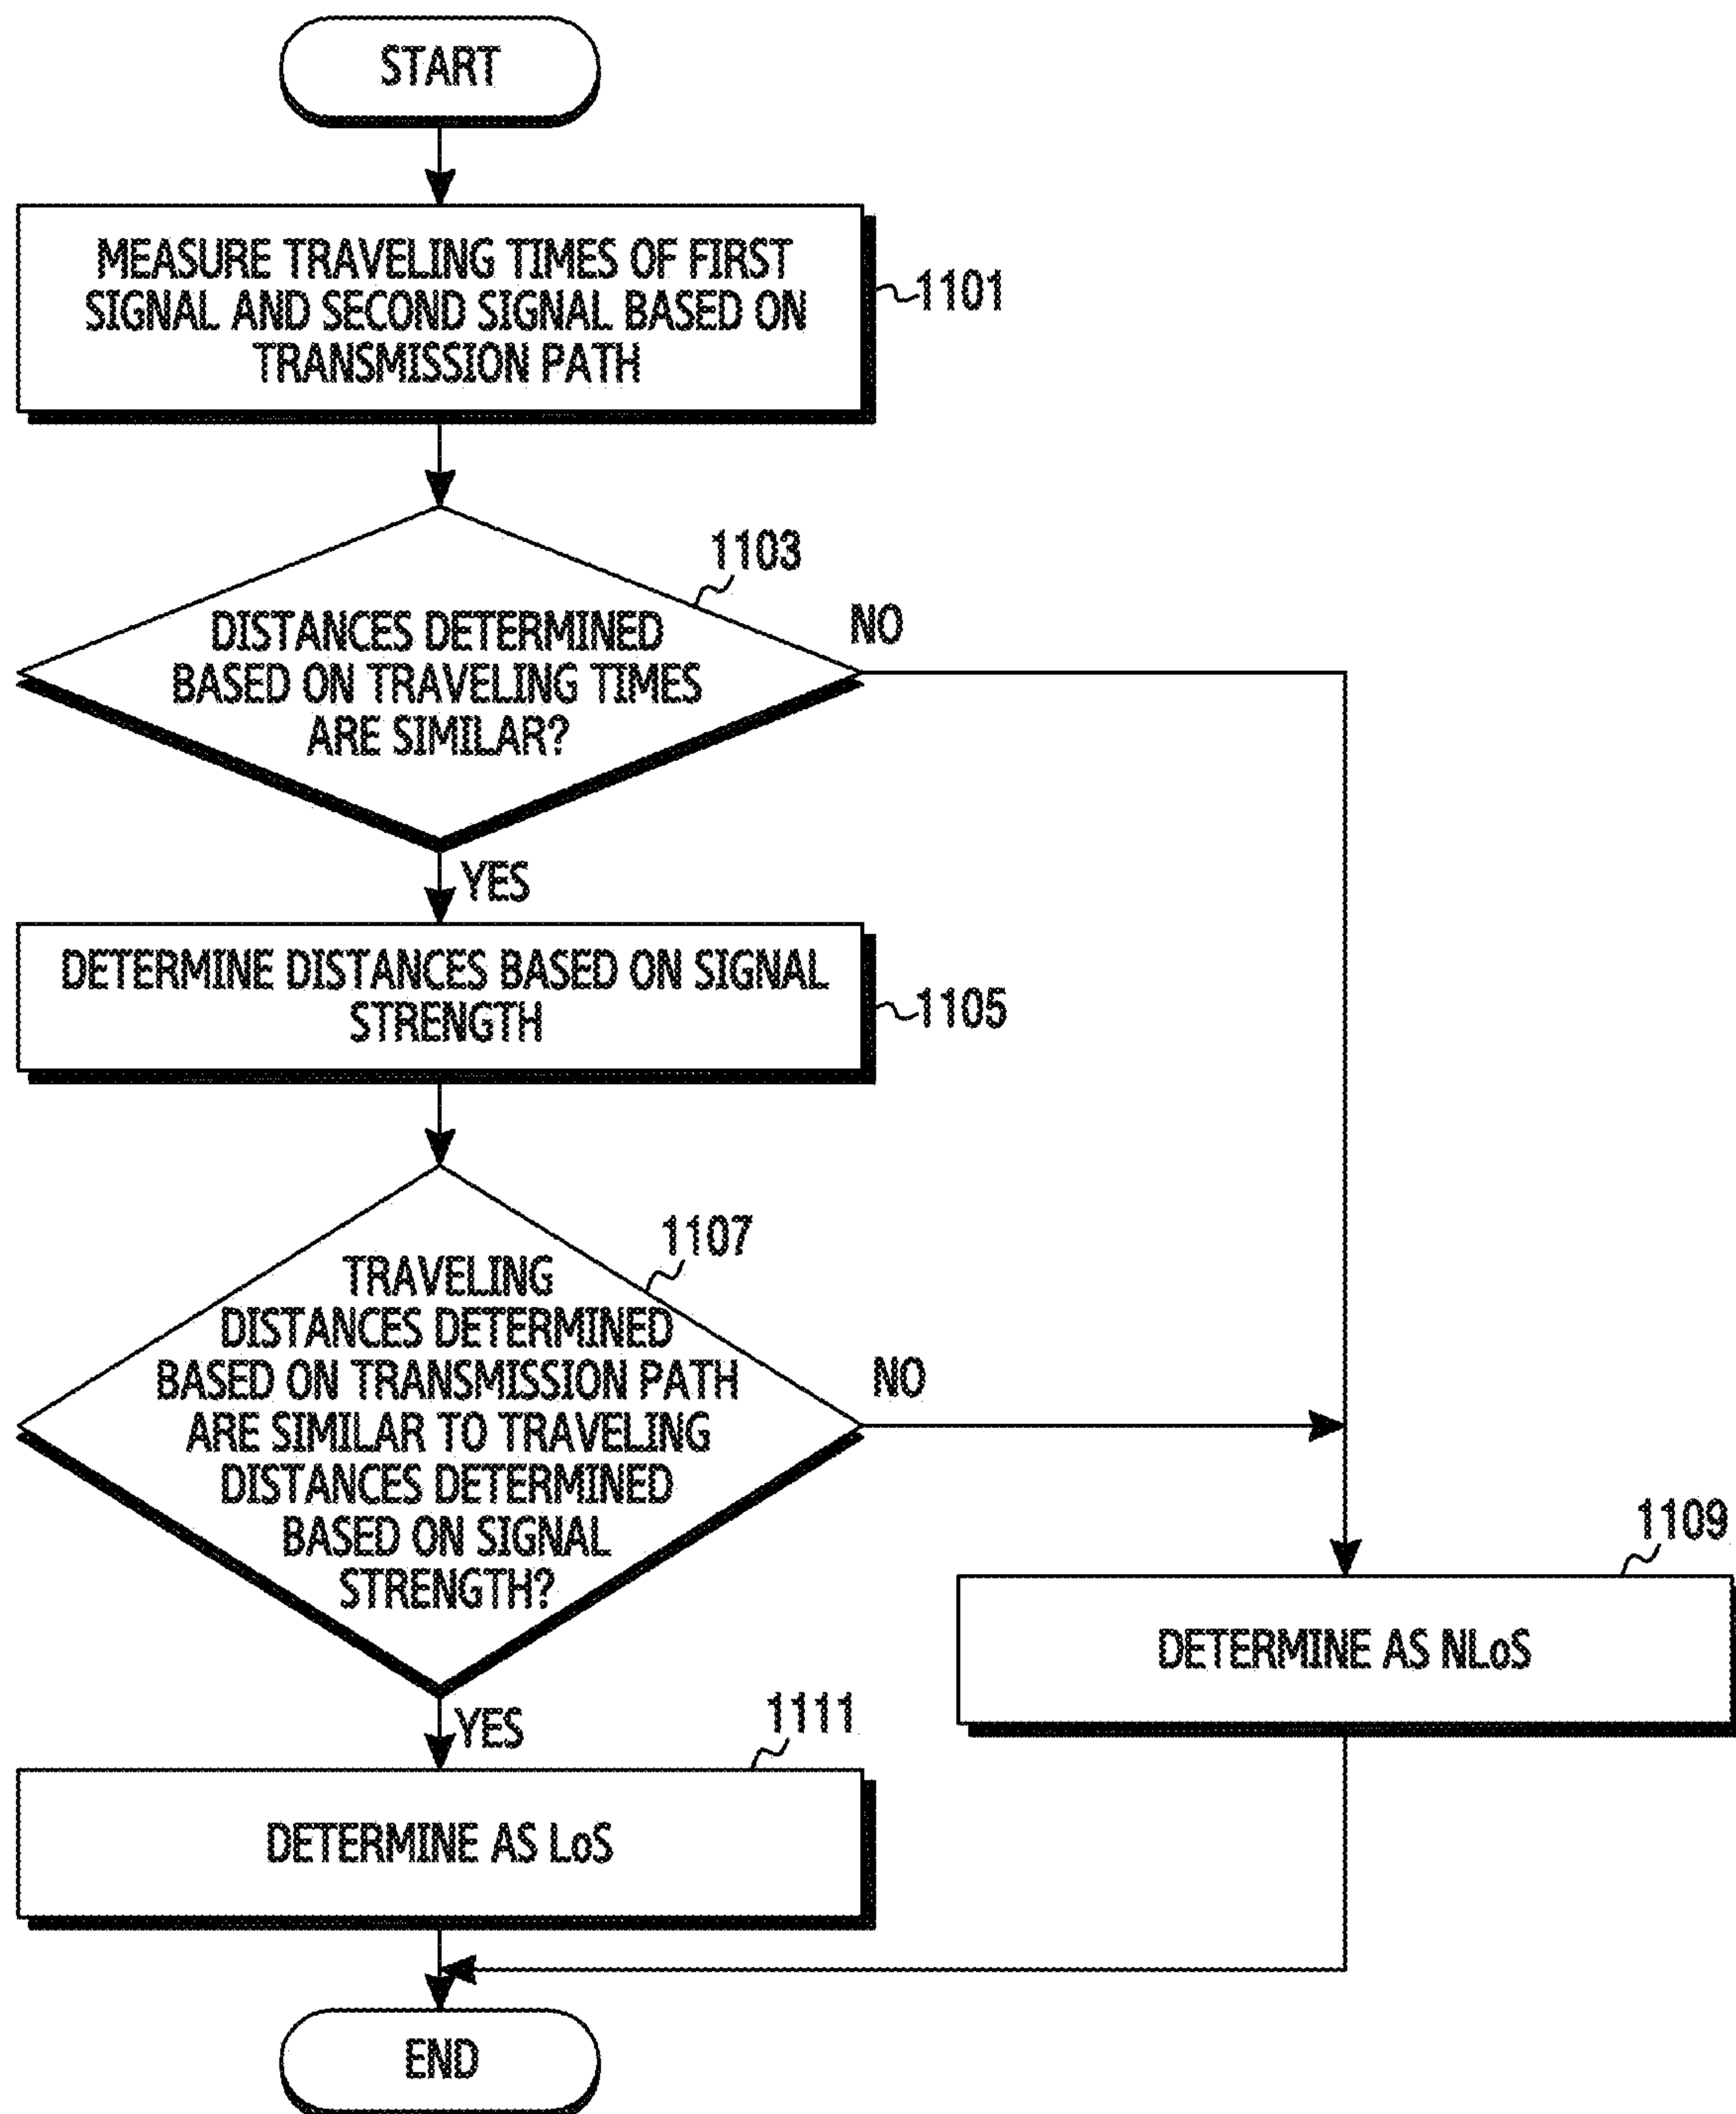 START
MEASURE TRAVELING TIMES OF FIRST
SIGNAL AND SECOND SIGNAL BASED ON
TRANSMISSION PATH
1101
1103
DISTANCES DETERMINED
BASED ON TRAVELING TIMES
ARE SIMILAR?
NO
YES
DETERMINE DISTANCES BASED ON SIGNAL
STRENGTH
1105
1107
TRAVELING
DISTANCES DETERMINED
BASED ON TRANSMISSION PATH
ARE SIMILAR TO TRAVELING
DISTANCES DETERMINED
BASED ON SIGNAL
STRENGTH?
NO
YES
1109
DETERMINE AS NLoS
1111
DETERMINE AS LoS
END